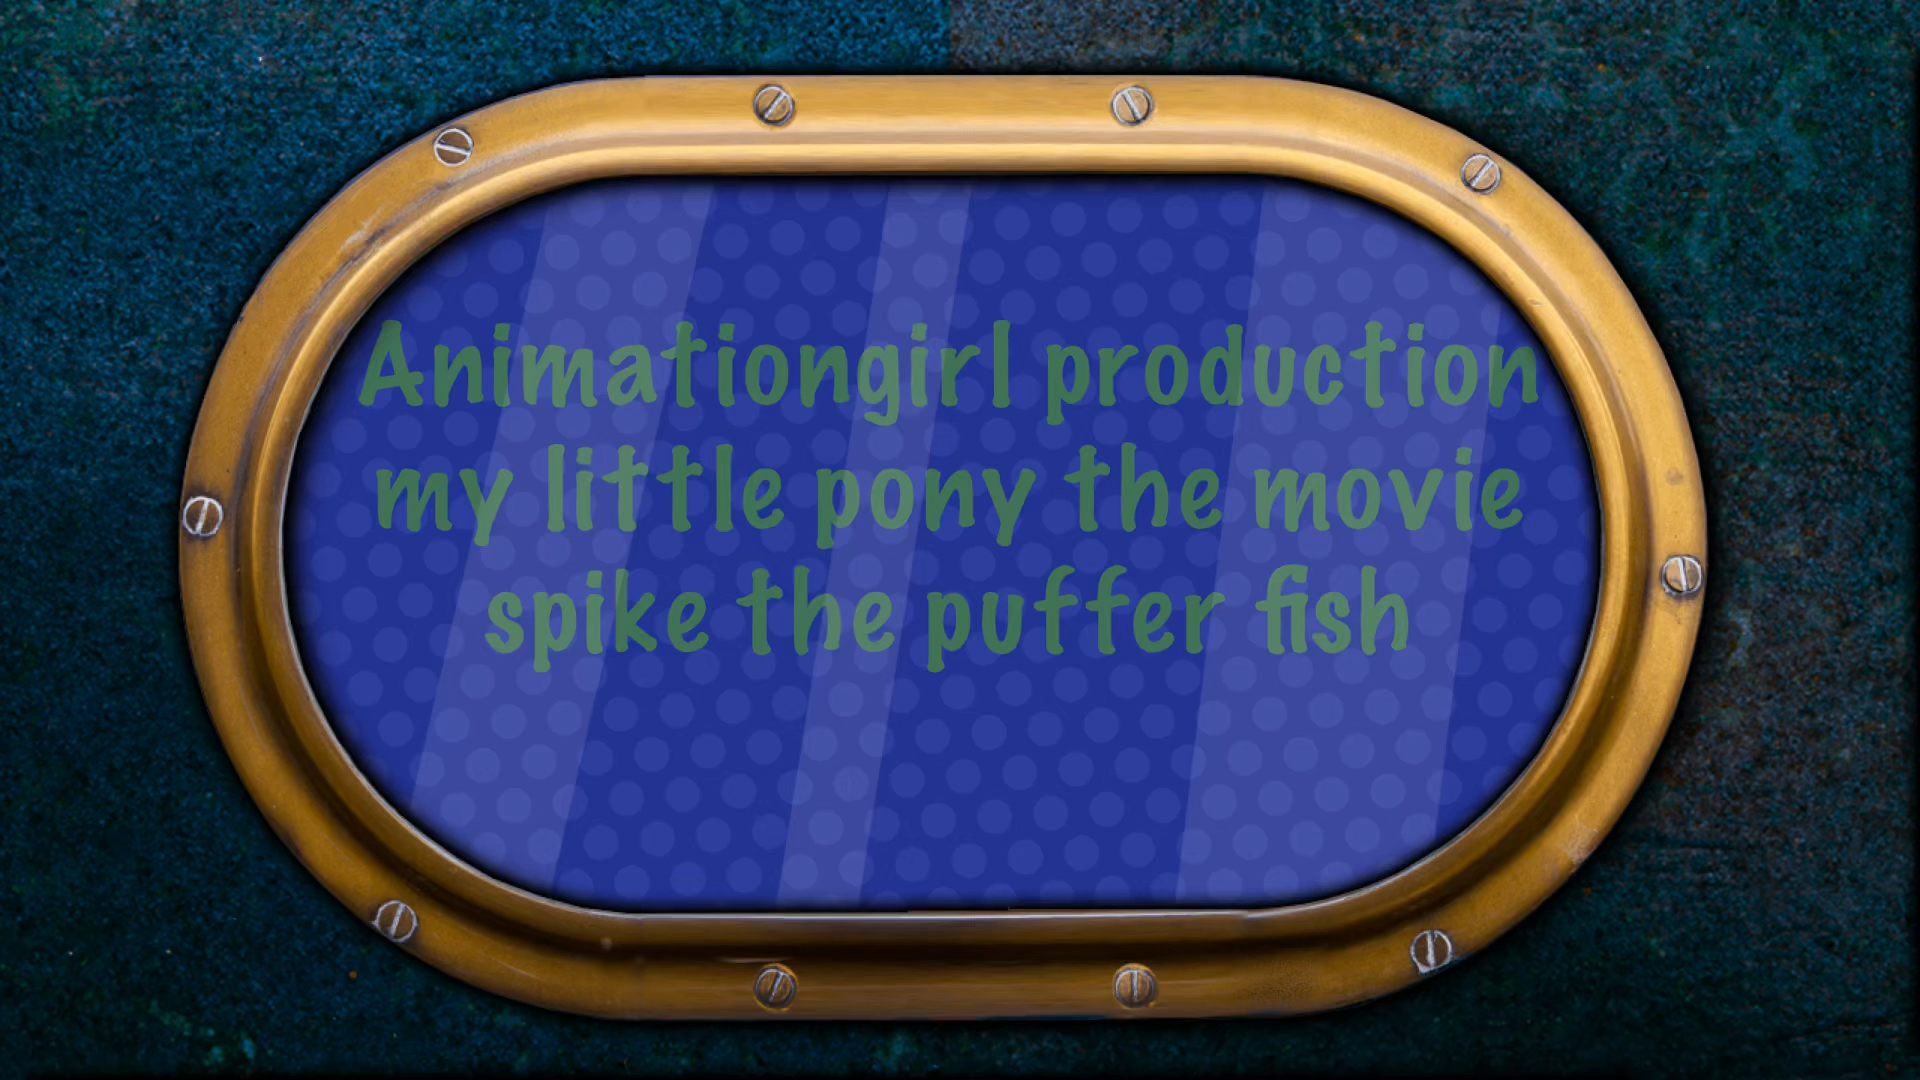 Animationgirl production
my little pony the movie
spike the puffer fish